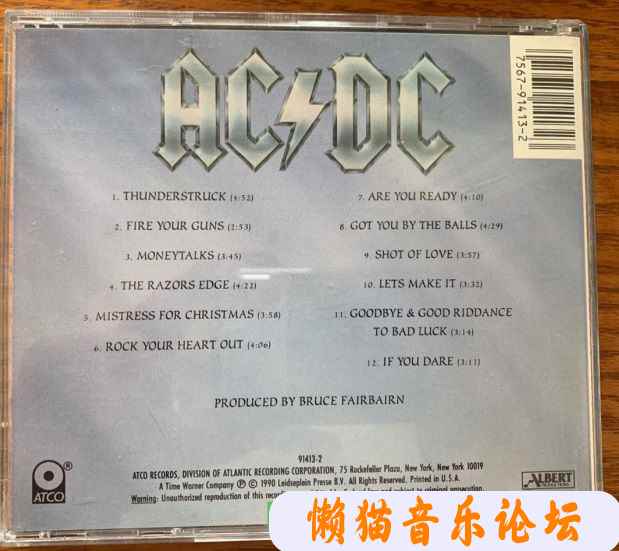 AC DC
7567-91413-2
1. THUNDERSTRUCK (4:52)
2. FIRE YOUR GUNS (2:53)
3. MONEYTALKS (3:45)
4. THE RAZORS EDGE (4:22)
5. MISTRESS FOR CHRISTMAS (3:58)
6. ROCK YOUR HEART OUT (4:06)
7. ARE YOU READY (4:10)
8. GOT YOU BY THE BALLS (4:29)
9. SHOT OF LOVE (3:57)
10. LETS MAKE IT (3:32)
11. GOODBYE & GOOD RIDDANCE
TO BAD LUCK (3:14)
12. IF YOU DARE (3:11)
PRODUCED BY BRUCE FAIRBAIRN
91413-2
ATCO RECORDS, DIVISION OF ATLANTIC RECORDING CORPORATION, 75 Rockefeller Plaza, New York, New York 10019
A Time Warner Company Ⓟ © 1990 Leidseplein Presse B.V. All Rights Reserved. Printed in U.S.A.
Warning: Unauthorized reproduction of this
ATCO®
ALBERT
PRODUCTIONS
懒猫音乐论坛